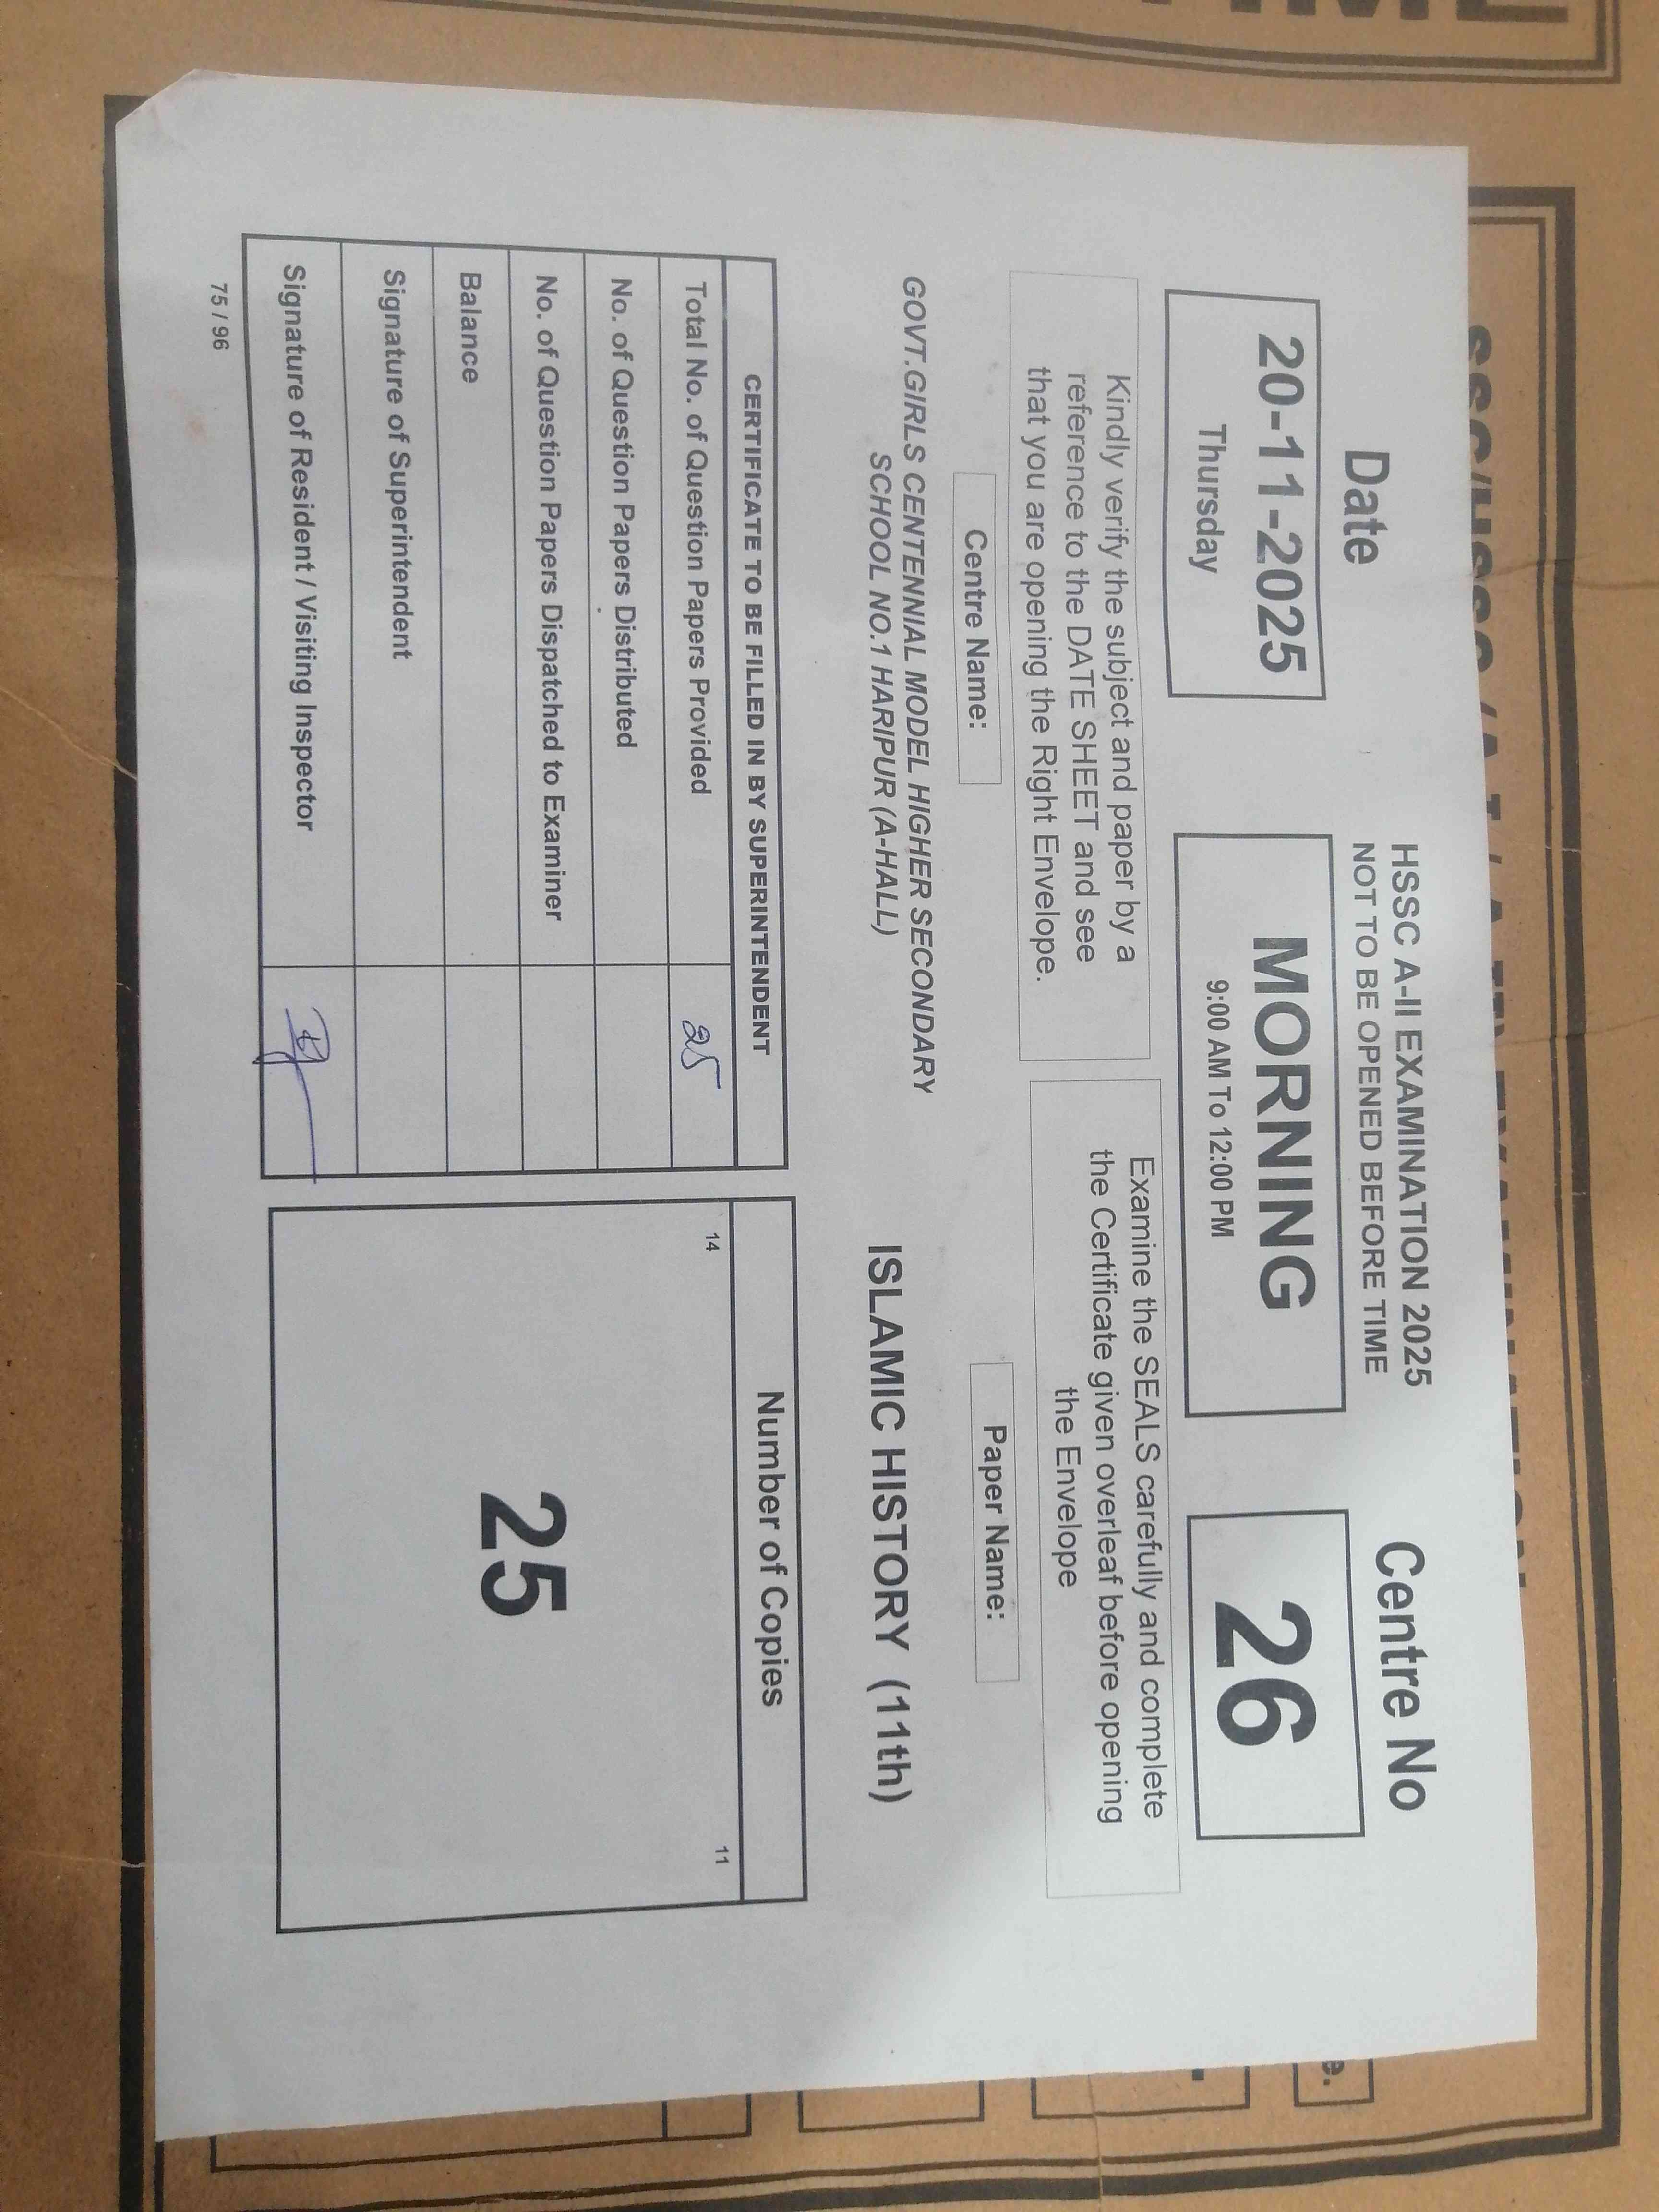 Date
20-11-2025
Thursday
HSSC A-II EXAMINATION 2025
NOT TO BE OPENED BEFORE TIME
MORNING
9:00 AM To 12:00 PM
Centre No
26
Kindly verify the subject and paper by a
reference to the DATE SHEET and see
that you are opening the Right Envelope.
Examine the SEALS carefully and complete
the Certificate given overleaf before opening
the Envelope
Centre Name:
GOVT.GIRLS CENTENNIAL MODEL HIGHER SECONDARY
SCHOOL NO.1 HARIPUR (A-HALL)
Paper Name:
ISLAMIC HISTORY (11th)
CERTIFICATE TO BE FILLED IN BY SUPERINTENDENT
Total No. of Question Papers Provided 25
No. of Question Papers Distributed
No. of Question Papers Dispatched to Examiner
Balance
Signature of Superintendent
Signature of Resident / Visiting Inspector
Number of Copies
14 11
25
75 / 96